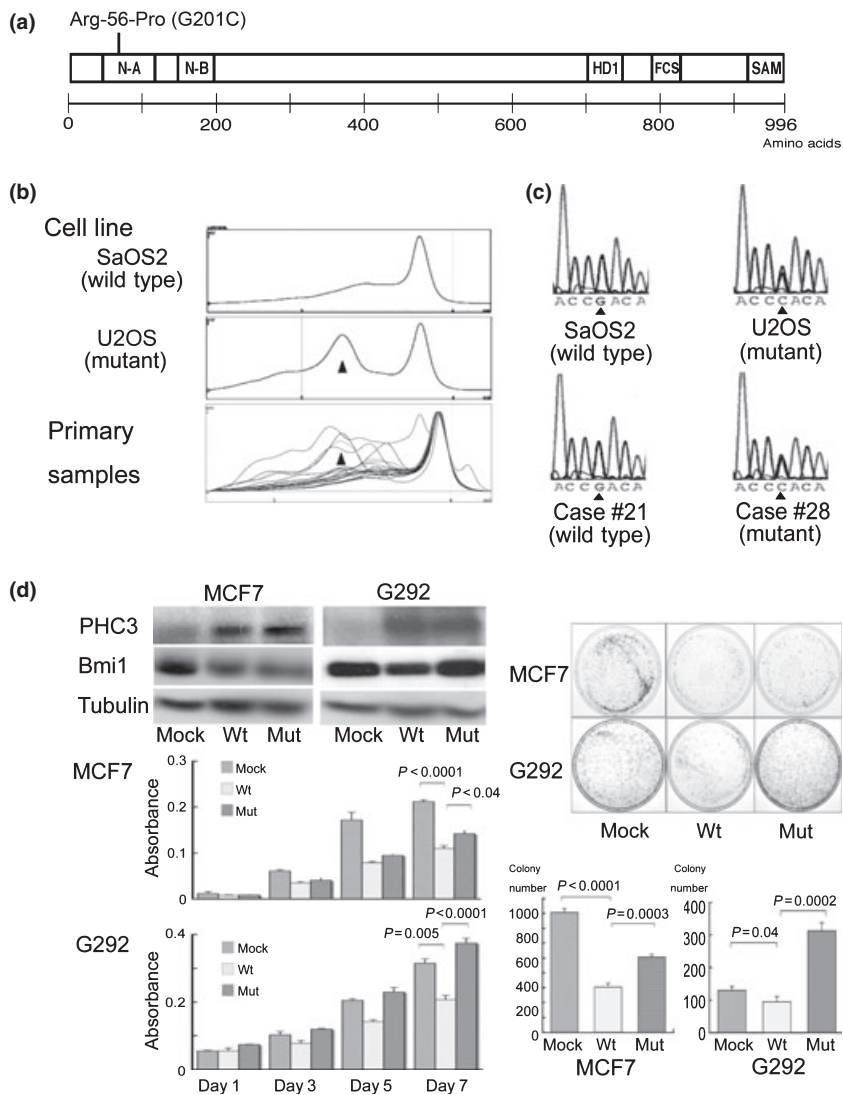 (a)
Arg-56-Pro (G201C)
N-A N-B HD1 FCS SAM
0 200 400 600 800 996
Amino acids
(b)
Cell line
SaOS2
(wild type)
U2OS
(mutant)
Primary
samples
(c)
A C C G A C A
SaOS2
(wild type)
A C C C A C A
U2OS
(mutant)
A C C G A C A
Case #21
(wild type)
A C C C A C A
Case #28
(mutant)
(d)
MCF7 G292
PHC3
Bmi1
Tubulin
Mock Wt Mut Mock Wt Mut
MCF7
Absorbance
0.3
0.2
0.1
0
Mock
Wt
Mut
P < 0.0001
P < 0.04
G292
Absorbance
0.4
0.2
0
Mock
Wt
Mut
P = 0.005
P < 0.0001
Day 1 Day 3 Day 5 Day 7
MCF7
G292
Mock Wt Mut
Colony
number
1000
800
600
400
200
0
P < 0.0001
P = 0.0003
Mock Wt Mut
MCF7
Colony
number
400
300
200
100
0
P = 0.04
P = 0.0002
Mock Wt Mut
G292